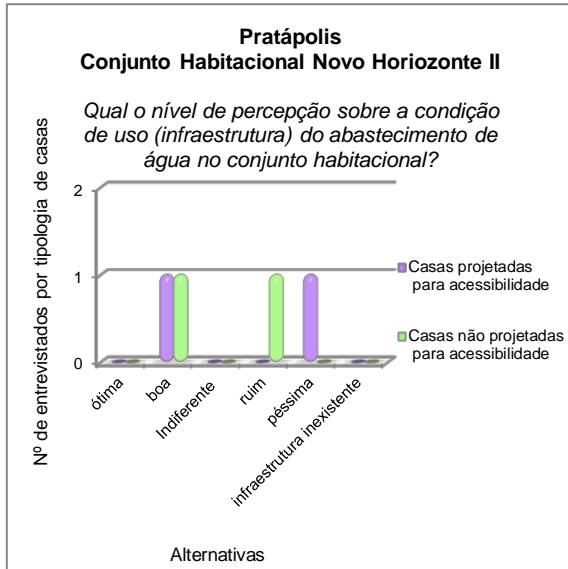 Pratápolis
Conjunto Habitacional Novo Horiozonte II
Qual o nível de percepção sobre a condição
de uso (infraestrutura) do abastecimento de
água no conjunto habitacional?
Nº de entrevistados por tipologia de casas
2
1
0
ótima
boa
Indiferente
ruim
péssima
infraestrutura inexistente
Casas projetadas
para acessibilidade
Casas não projetadas
para acessibilidade
Alternativas